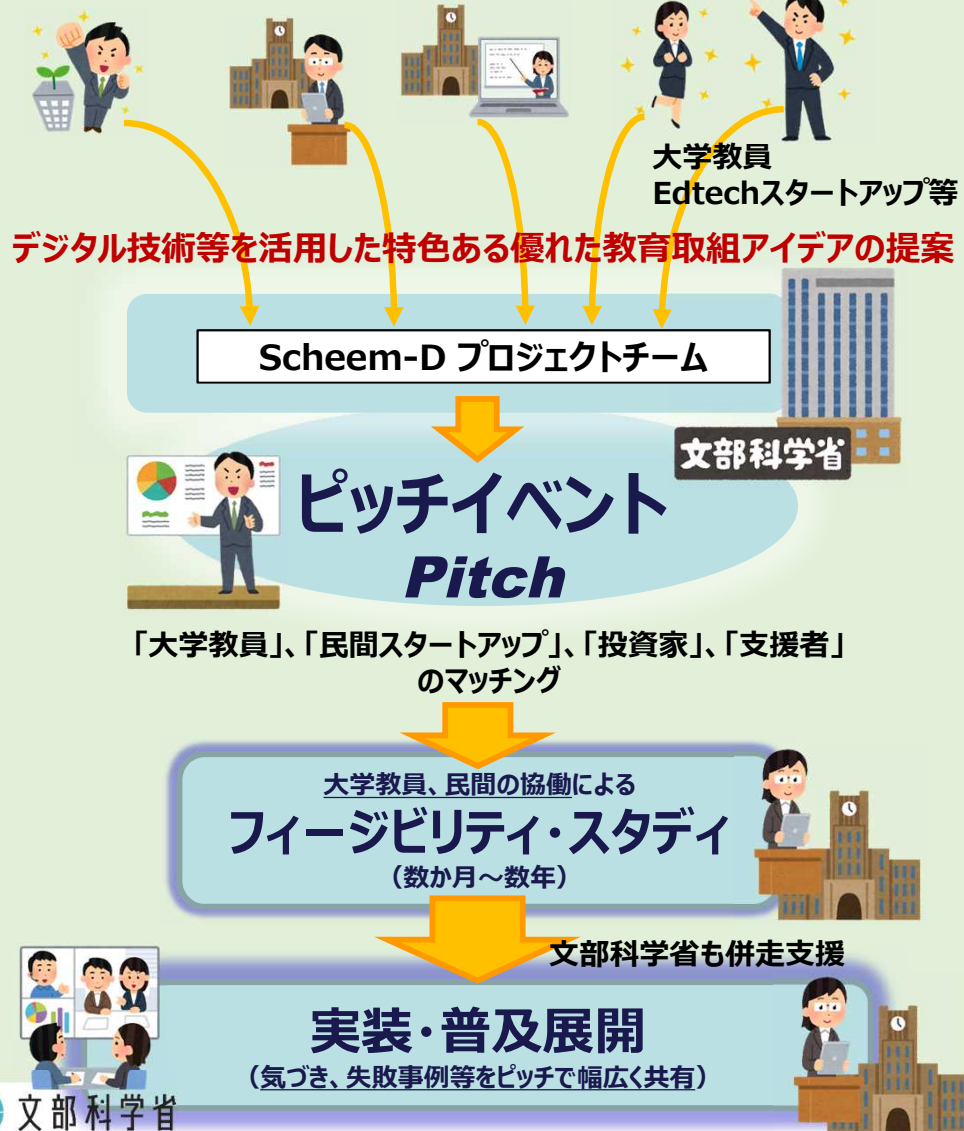 大学教員
Edtechスタートアップ等
デジタル技術等を活用した特色ある優れた教育取組アイデアの提案
Scheem-D プロジェクトチーム
文部科学省
ピッチイベント
Pitch
「大学教員」、「民間スタートアップ」、「投資家」、「支援者」
のマッチング
大学教員、民間の協働による
フィージビリティ・スタディ
（数か月～数年）
文部科学省も併走支援
実装・普及展開
（気づき、失敗事例等をピッチで幅広く共有）
文部科学省